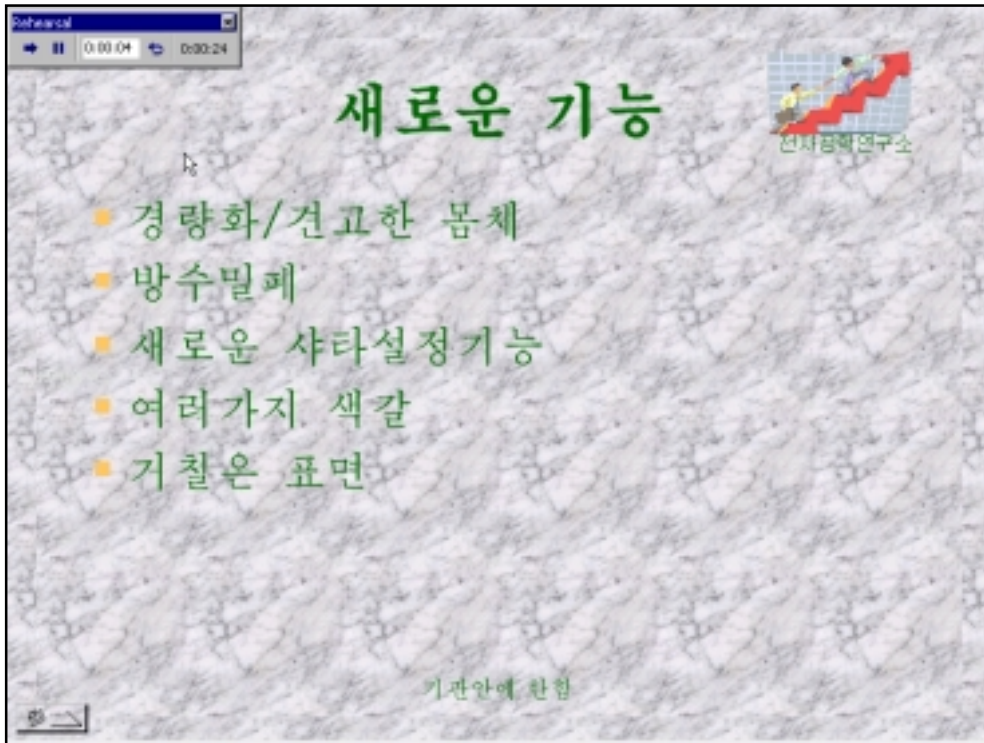 Rehearsal
0:00:04 0:00:24
새로운 기능
전자공학연구소
경량화/견고한 몸체
방수밀페
새로운 샤타설정기능
여러가지 색갈
거칠은 표면
기관안에 한함